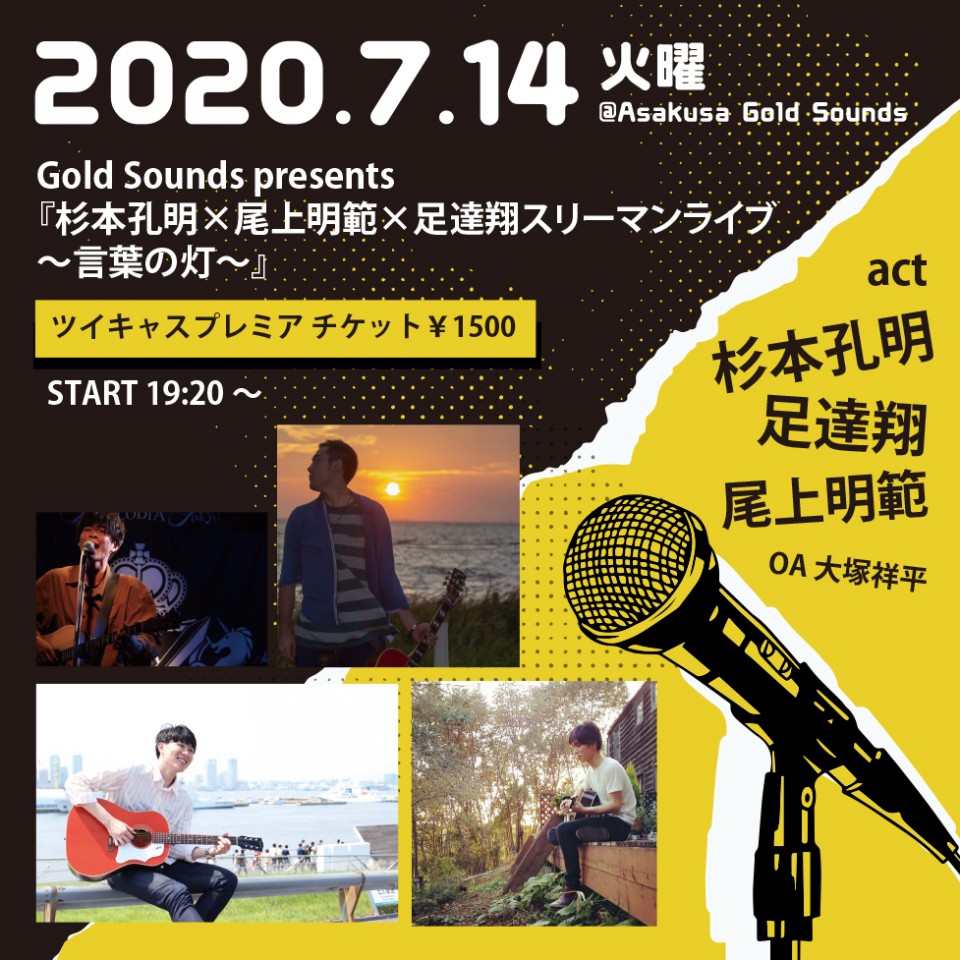 2020.7.14 火曜
@Asakusa Gold Sounds
Gold Sounds presents
『杉本孔明×尾上明範×足達翔スリーマンライブ
～言葉の灯～』
ツイキャスプレミア チケット￥1500
START 19:20 ～
act
杉本孔明
足達翔
尾上明範
OA 大塚祥平